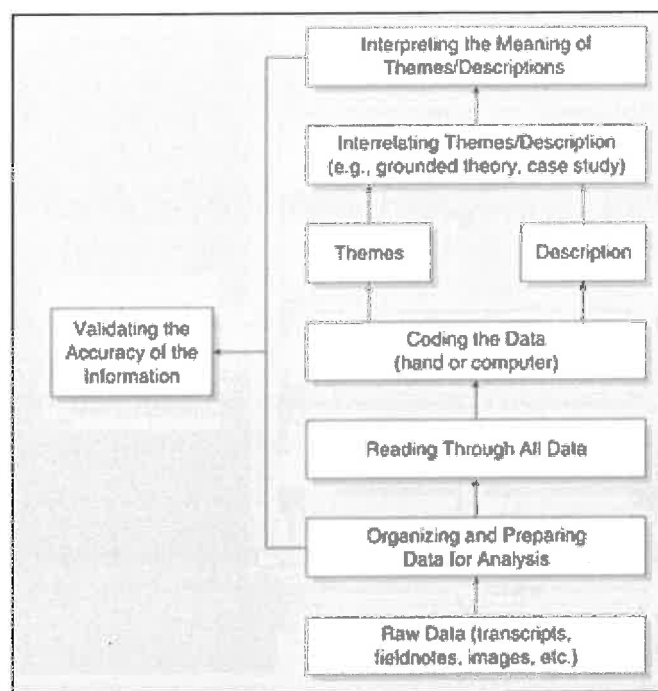 Interpreting the Meaning of
Themes/Descriptions
Interrelating Themes/Description
(e.g., grounded theory, case study)
Themes
Description
Validating the
Accuracy of the
Information
Coding the Data
(hand or computer)
Reading Through All Data
Organizing and Preparing
Data for Analysis
Raw Data (transcripts,
fieldnotes, images, etc.)